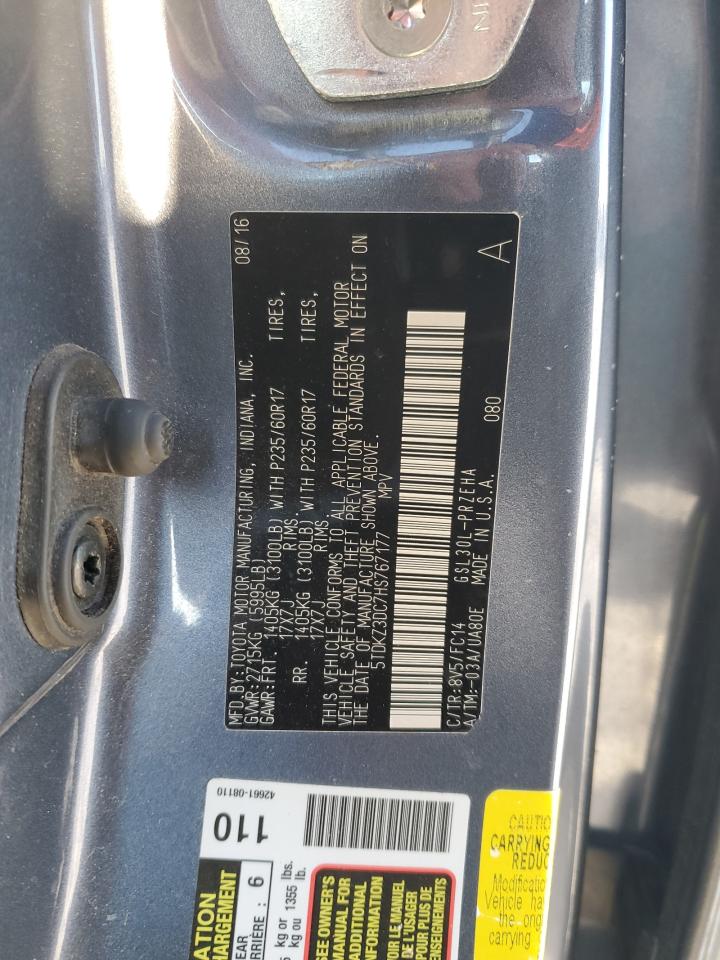 MFD.BY:TOYOTA MOTOR MANUFACTURING, INDIANA, INC. 08/16
GVWR:2715KG (5995LB)
GAWR:FRT. 1405KG (3100LB) WITH P235/60R17 TIRES,
17X7J RIMS
RR. 1405KG (3100LB) WITH P235/60R17 TIRES,
17X7J RIMS
THIS VEHICLE CONFORMS TO ALL APPLICABLE FEDERAL MOTOR
VEHICLE SAFETY AND THEFT PREVENTION STANDARDS IN EFFECT ON
THE DATE OF MANUFACTURE SHOWN ABOVE.
5TDKZ3DC7HS767177 MPV
C/TR:8V57/FC14 GSL30L-PRZEHA 080
A/TM:-03A/UA80E MADE IN U.S.A. A
42661-08110
110
ATION
HARGEMENT
EAR
RRIÈRE : 6
kg or 1355 lbs.
kg ou 1355 lb.
SEE OWNER'S
MANUAL FOR
ADDITIONAL
INFORMATION
VOIR LE MANUEL
DE L'USAGER
POUR PLUS DE
RENSEIGNEMENTS
CAUTIO
CARRYING
REDUC
Modification
Vehicle ha
the orig
carrying